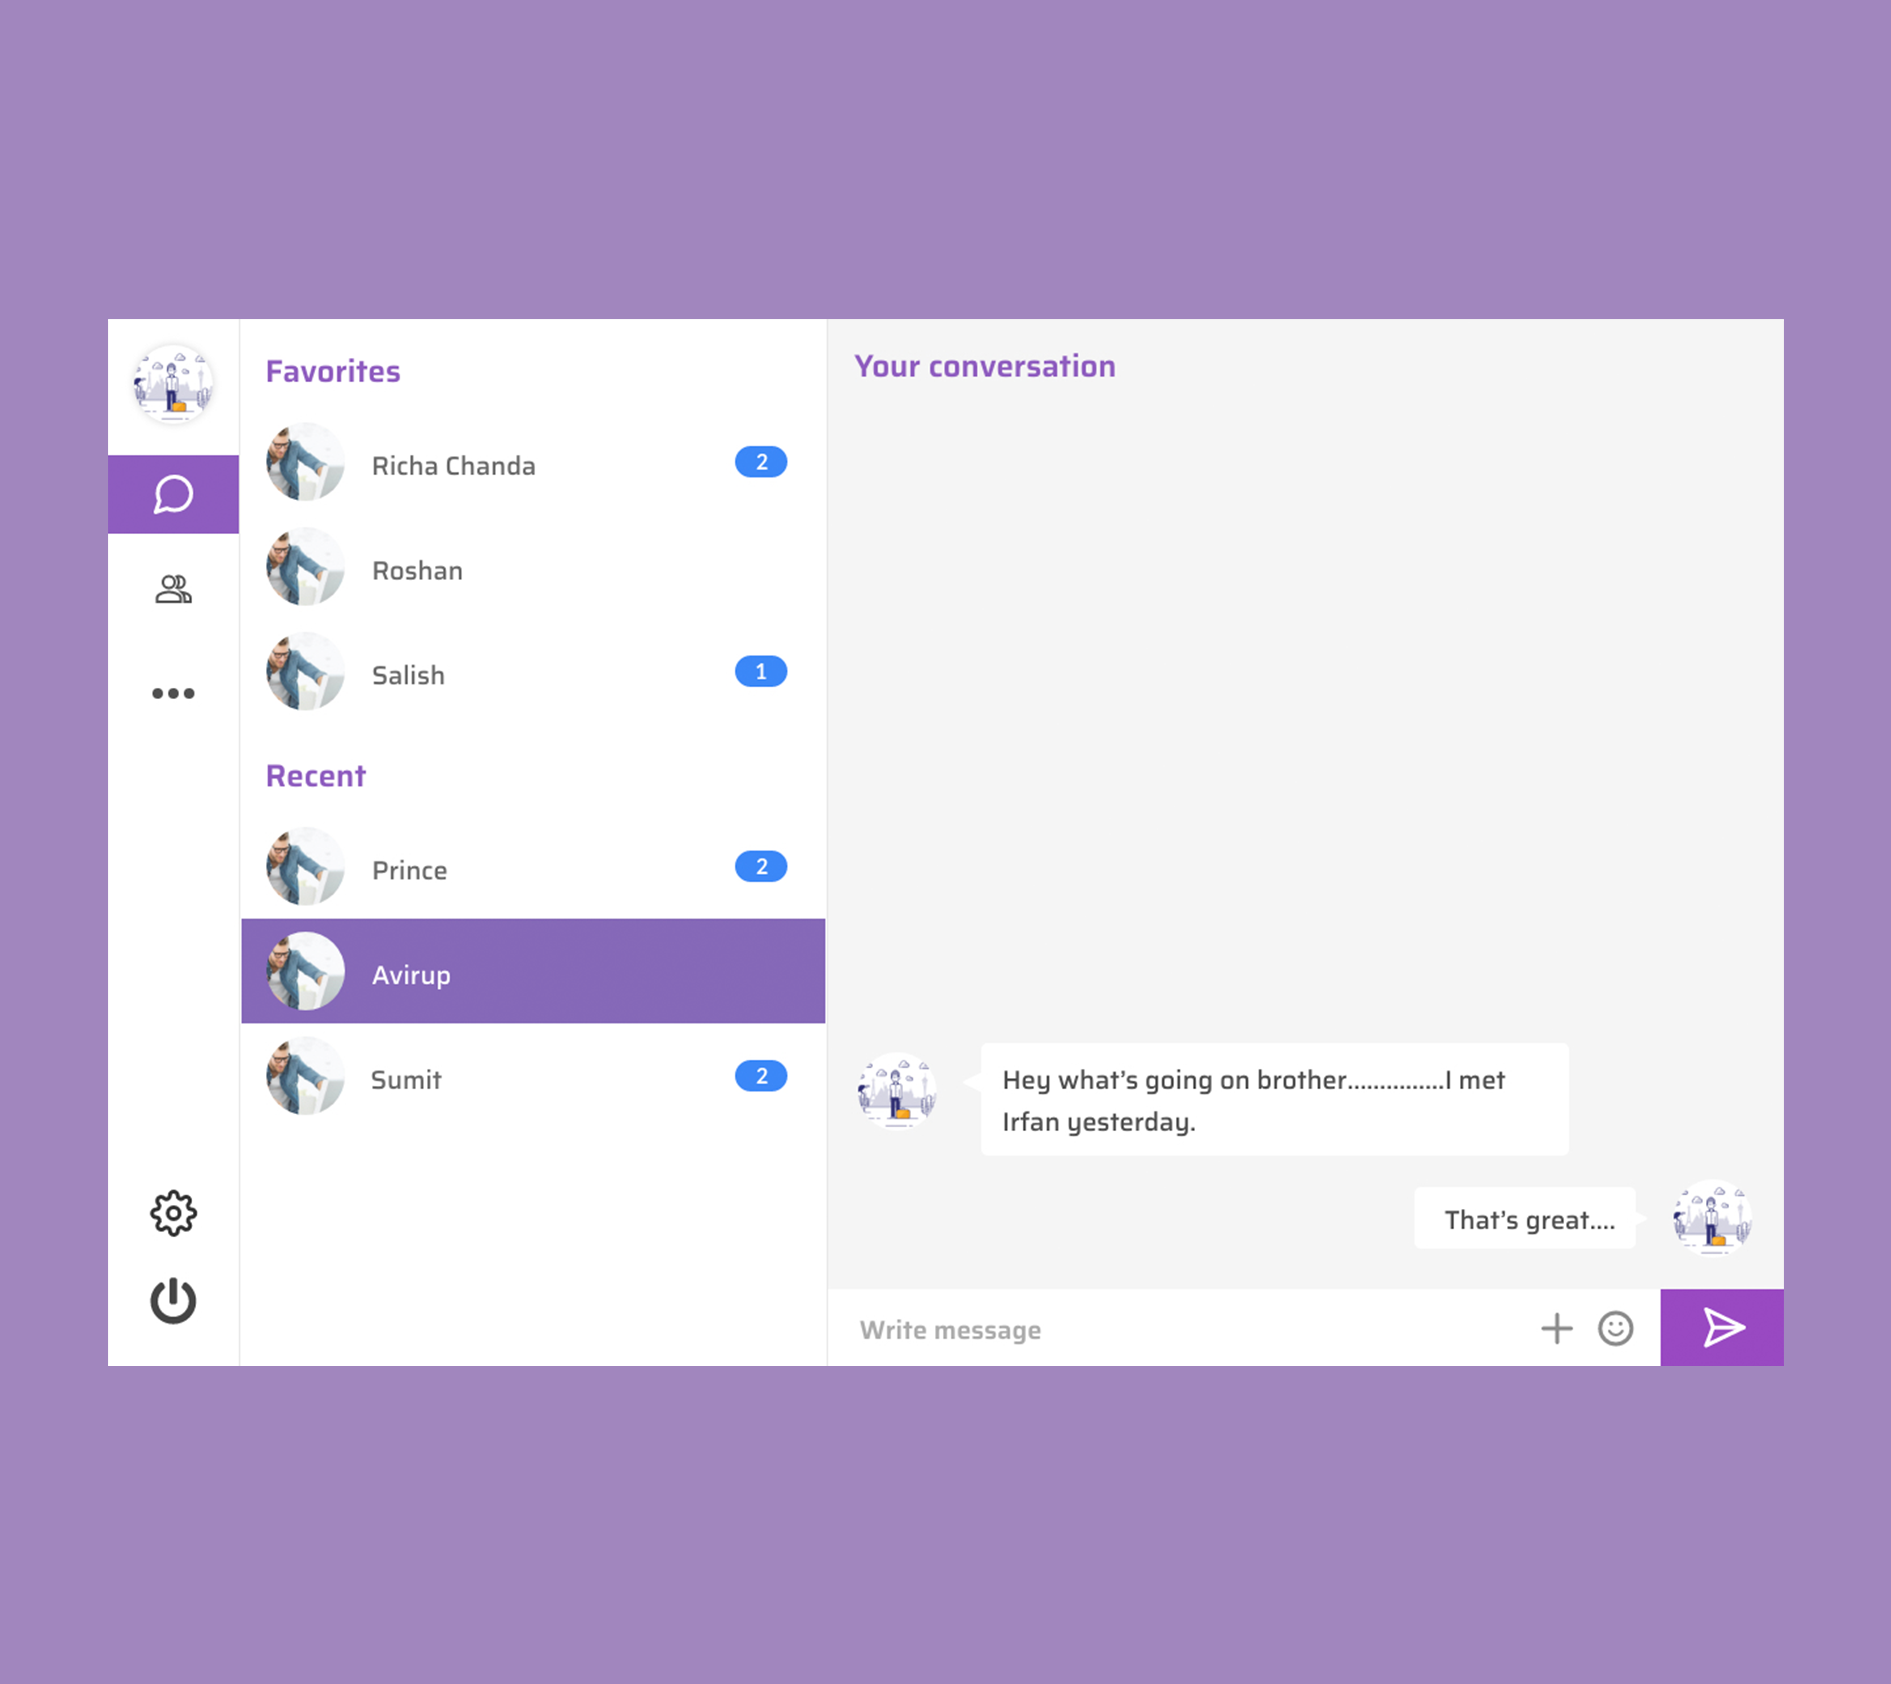 Favorites
Richa Chanda
2
Roshan
Salish
1
Recent
Prince
2
Avirup
Sumit
2
Your conversation
Hey what’s going on brother...............I met
Irfan yesterday.
That’s great....
Write message